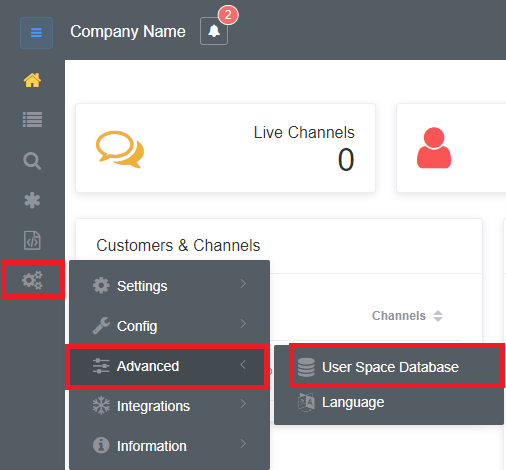 Company Name
2
Live Channels
0
Customers & Channels
Settings
Channels
Config
Advanced
User Space Database
Language
Integrations
Information